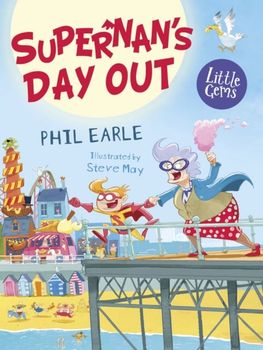 SUPERNAN'S
DAY OUT
Little
Gems
PHIL EARLE
Illustrated by
Steve May